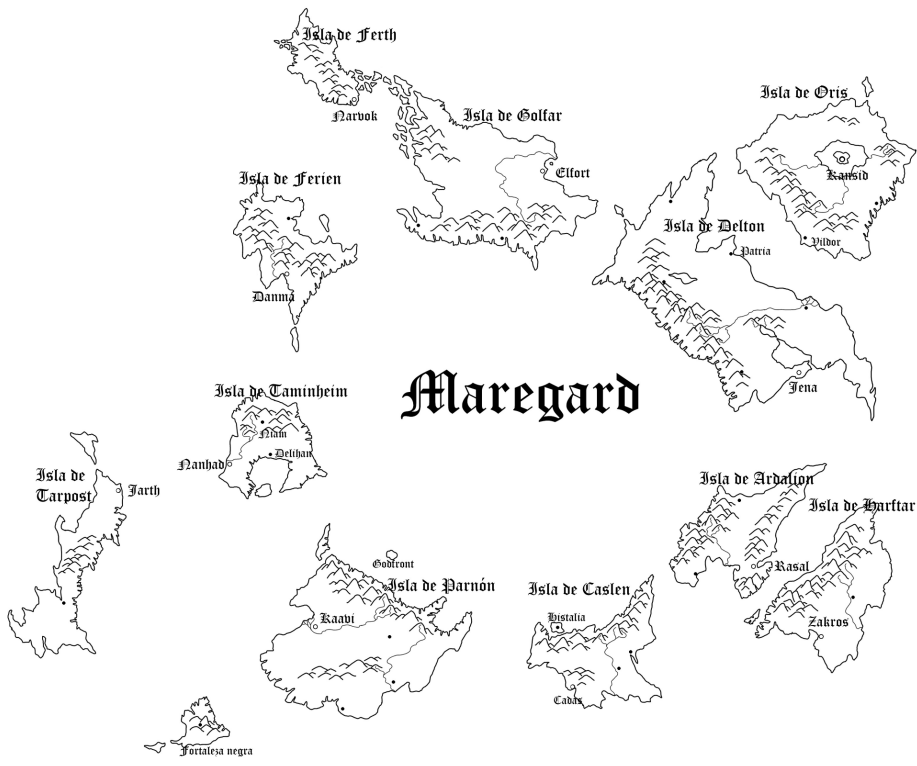 Isla de Ferth
Narvok
Isla de Golfar
Elfort
Isla de Oris
Kansid
Vildor
Isla de Ferien
Danma
Isla de Delton
Patria
Jena
Maregard
Isla de Taminheim
Niam
Delihan
Nanhad
Isla de
Tarpost
Jarth
Isla de Ardalion
Rasal
Isla de Harftar
Zakros
Godfront
Isla de Parnón
Kaavi
Isla de Caslen
Histalia
Cadas
Fortaleza negra